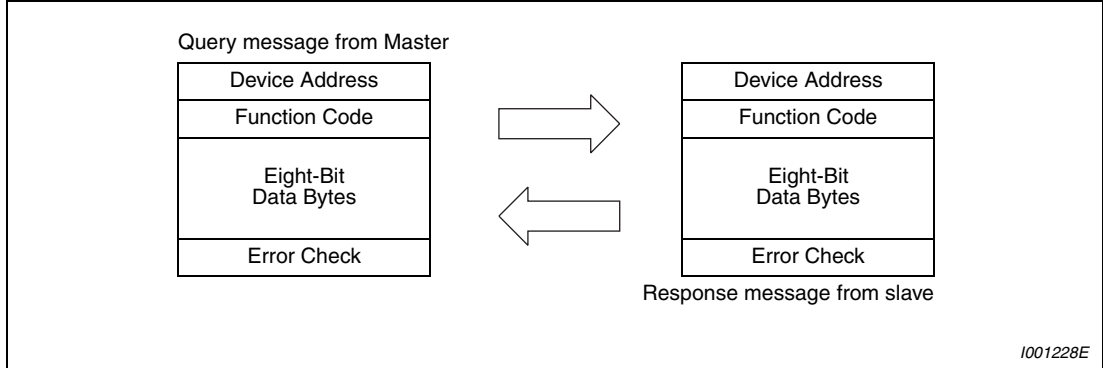 Query message from Master
Device Address
Function Code
Eight-Bit
Data Bytes
Error Check
Device Address
Function Code
Eight-Bit
Data Bytes
Error Check
Response message from slave
I001228E